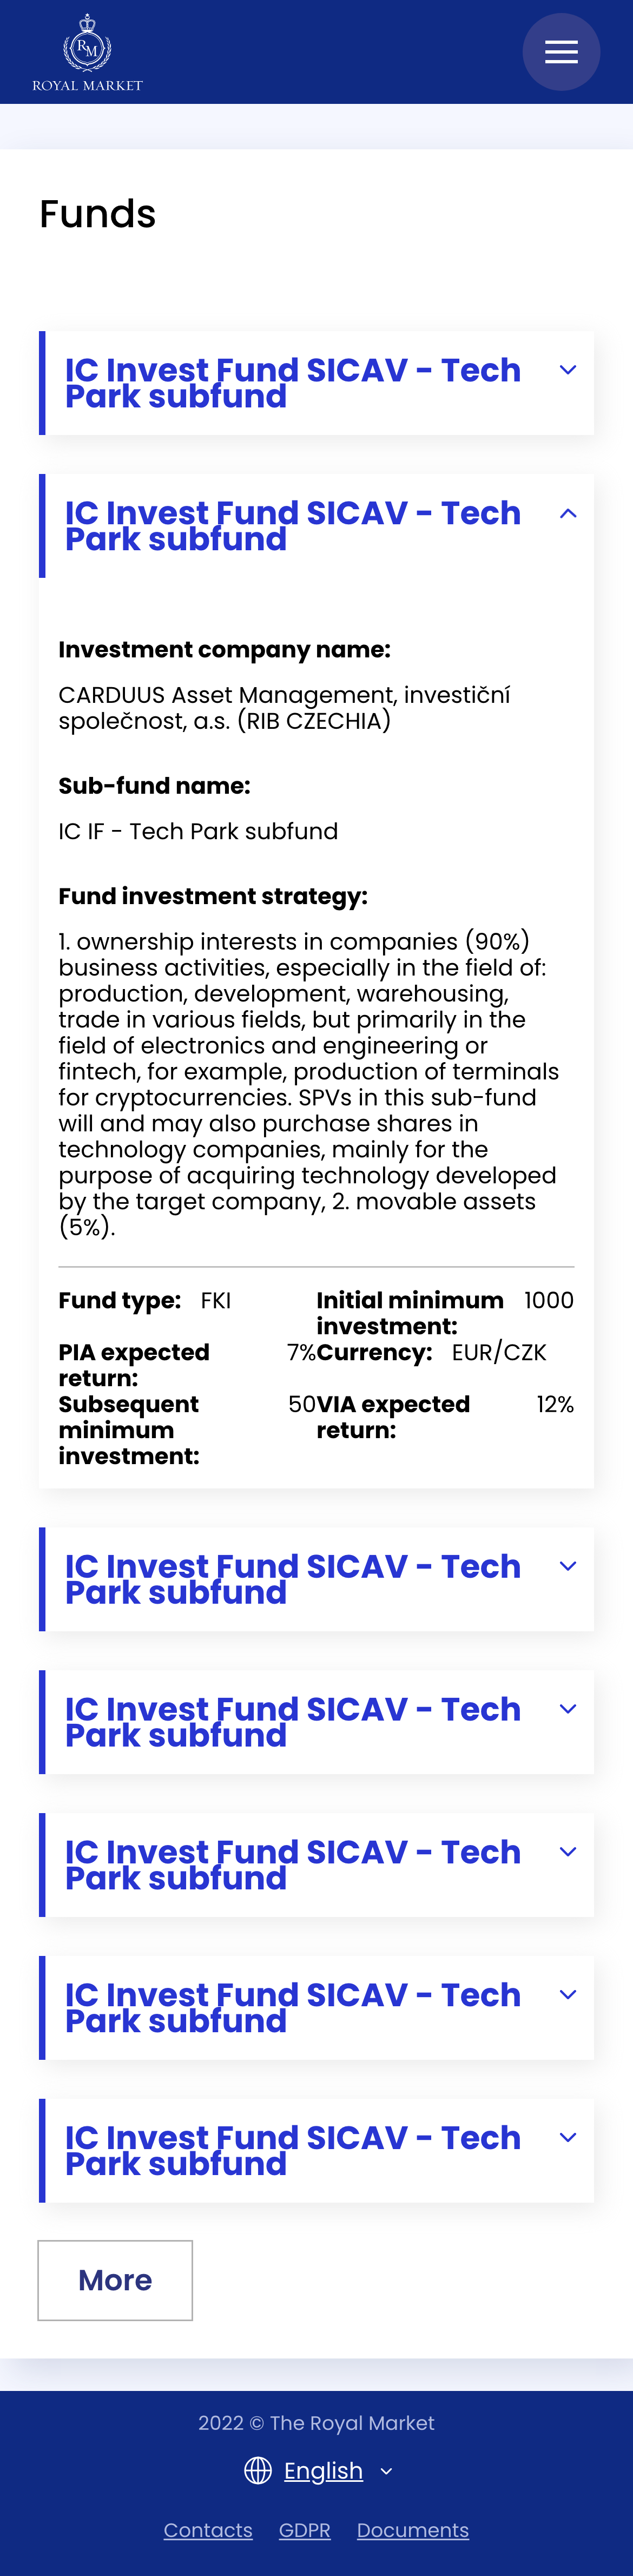 RM
ROYAL MARKET
Funds
IC Invest Fund SICAV - Tech
Park subfund
IC Invest Fund SICAV - Tech
Park subfund
Investment company name:
CARDUUS Asset Management, investiční
společnost, a.s. (RIB CZECHIA)
Sub-fund name:
IC IF - Tech Park subfund
Fund investment strategy:
1. ownership interests in companies (90%)
business activities, especially in the field of:
production, development, warehousing,
trade in various fields, but primarily in the
field of electronics and engineering or
fintech, for example, production of terminals
for cryptocurrencies. SPVs in this sub-fund
will and may also purchase shares in
technology companies, mainly for the
purpose of acquiring technology developed
by the target company, 2. movable assets
(5%).
Fund type: FKI
Initial minimum 1000
investment:
PIA expected 7%
return:
Currency: EUR/CZK
Subsequent 50
minimum
investment:
VIA expected 12%
return:
IC Invest Fund SICAV - Tech
Park subfund
IC Invest Fund SICAV - Tech
Park subfund
IC Invest Fund SICAV - Tech
Park subfund
IC Invest Fund SICAV - Tech
Park subfund
IC Invest Fund SICAV - Tech
Park subfund
More
2022 © The Royal Market
English
Contacts GDPR Documents